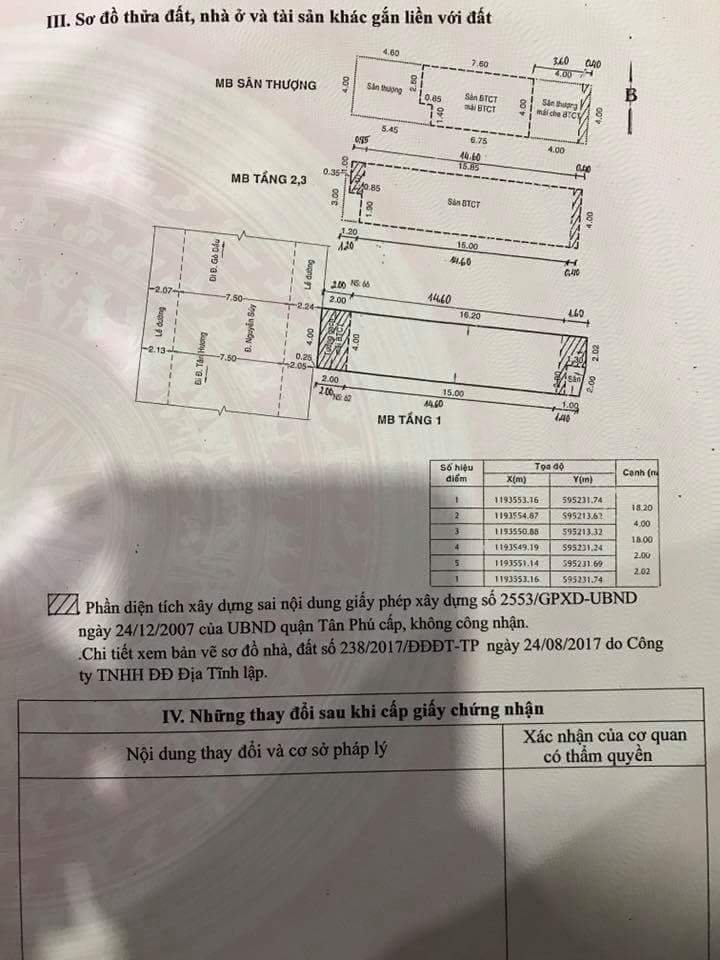 III. Sơ đồ thửa đất, nhà ở và tài sản khác gắn liền với đất
MB SÂN THƯỢNG
4.60
7.60
3.60
0.40
4.00
4.00
Sân thượng
2.60
0.85
1.40
Sàn BTCT
mái BTCT
4.00
Sân thượng
mái che BTCT
4.00
5.45
6.75
4.00
B
MB TẦNG 2,3
0.85
14.60
15.85
0.40
1.00
0.35
0.85
3.00
1.90
Sàn BTCT
4.00
1.20
1.20
15.00
14.60
0.40
Đi Đ. Gò Dầu
Lề đường
2.07
7.50
2.24
2.00
NS: 66
2.00
14.60
16.20
1.60
Lề đường
Đi Đ. Tân Hương
Đ. Nguyễn Súy
4.00
mái BTCT
4.00
1.30
2.02
Sân
2.00
2.13
7.50
0.25
2.05
2.00
2.00
NS: 62
15.00
14.60
1.00
1.40
MB TẦNG 1
Số hiệu điểm Tọa độ Cạnh (m
X(m) Y(m)
1 1193553.16 595231.74
18.20
2 1193554.87 595213.62
4.00
3 1193550.88 595213.32
18.00
4 1193549.19 595231.24
2.00
5 1193551.14 595231.69
2.02
1 1193553.16 595231.74
Phần diện tích xây dựng sai nội dung giấy phép xây dựng số 2553/GPXD-UBND
ngày 24/12/2007 của UBND quận Tân Phú cấp, không công nhận.
.Chi tiết xem bản vẽ sơ đồ nhà, đất số 238/2017/ĐĐĐT-TP ngày 24/08/2017 do Công
ty TNHH ĐĐ Địa Tĩnh lập.
IV. Những thay đổi sau khi cấp giấy chứng nhận
Nội dung thay đổi và cơ sở pháp lý
Xác nhận của cơ quan
có thẩm quyền